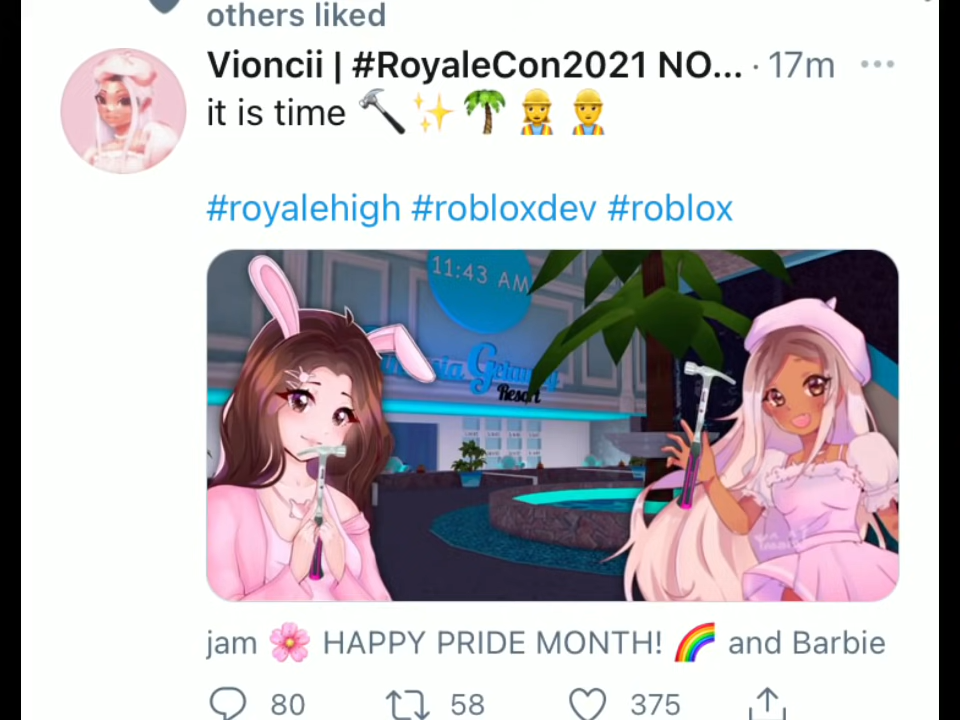 others liked
Vioncii | #RoyaleCon2021 NO... · 17m
it is time 🔨✨🌴👷‍♀️👷
#royalehigh #robloxdev #roblox
11:43 AM
Getaway
Resort
jam 🌸 HAPPY PRIDE MONTH! 🌈 and Barbie
80 58 375